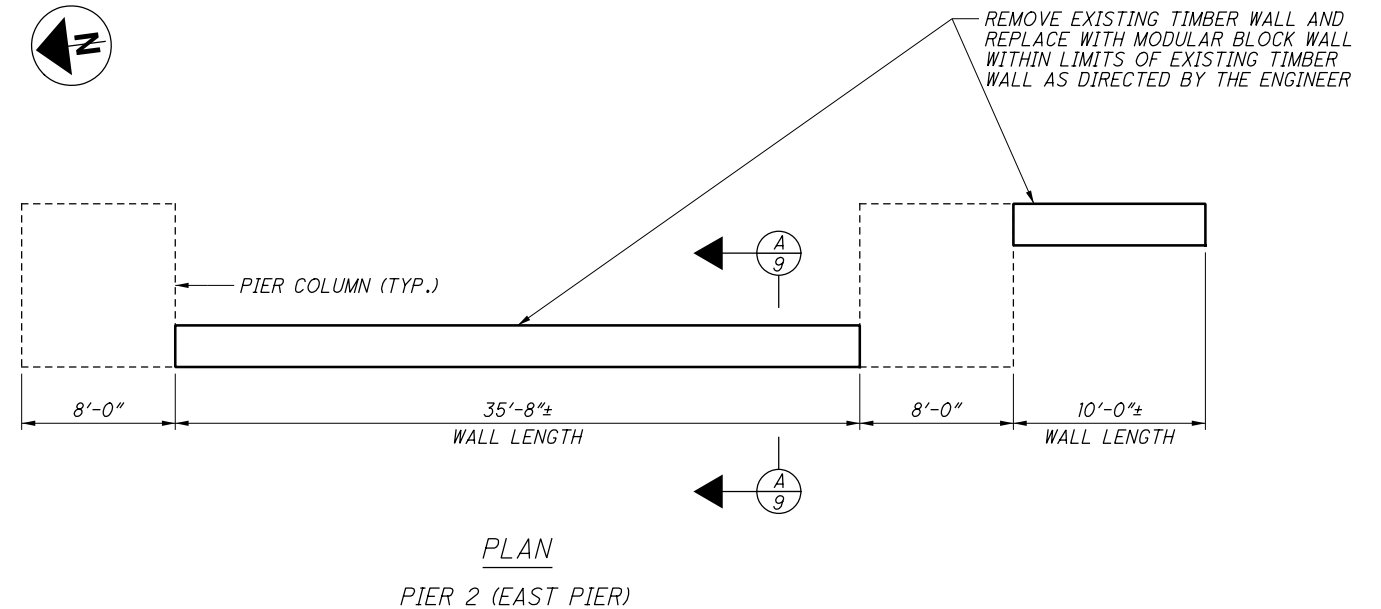 N
REMOVE EXISTING TIMBER WALL AND
REPLACE WITH MODULAR BLOCK WALL
WITHIN LIMITS OF EXISTING TIMBER
WALL AS DIRECTED BY THE ENGINEER
A
9
PIER COLUMN (TYP.)
8'-0"
35'-8"±
WALL LENGTH
8'-0"
10'-0"±
WALL LENGTH
A
9
PLAN
PIER 2 (EAST PIER)